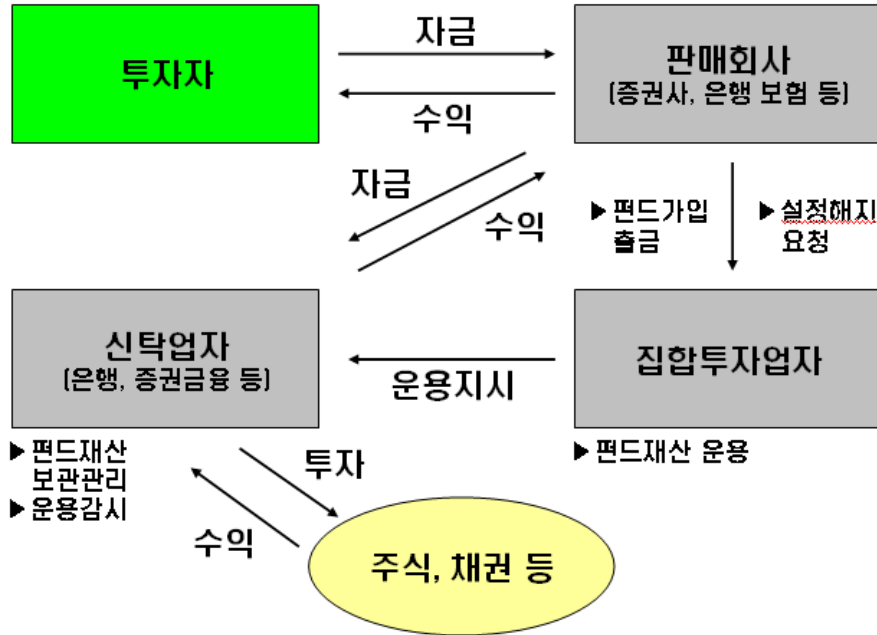 자금
투자자
판매회사
(증권사, 은행 보험 등)
수익
자금
수익
▶ 펀드가입
출금
▶ 설정해지
요청
신탁업자
(은행, 증권금융 등)
집합투자업자
운용지시
▶ 펀드재산
보관관리
▶ 운용감시
▶ 펀드재산 운용
투자
수익
주식, 채권 등